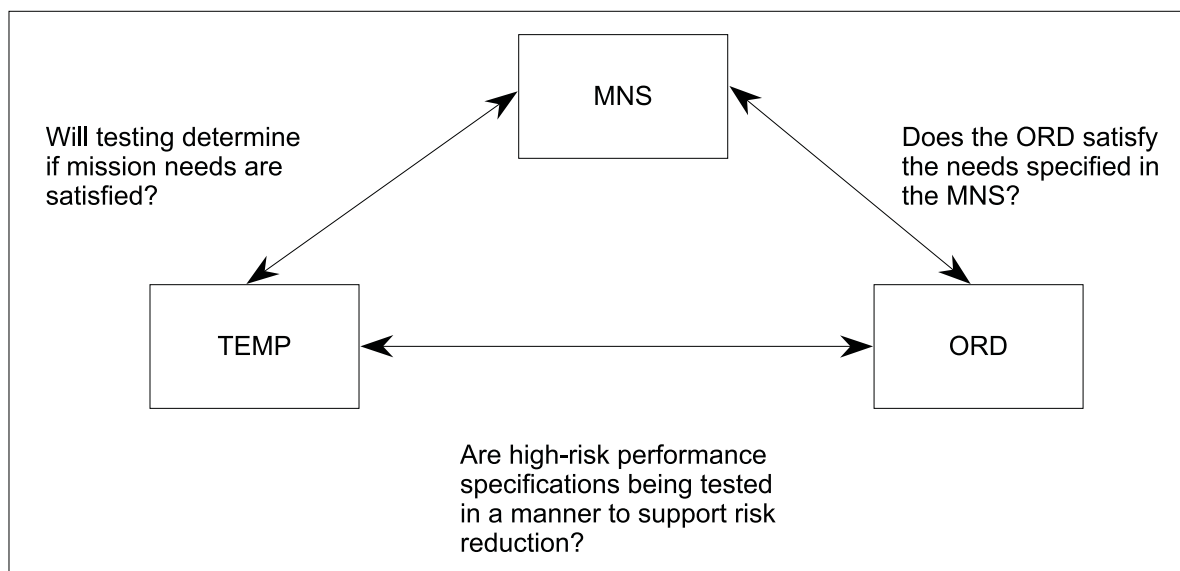 MNS
Will testing determine
if mission needs are
satisfied?
Does the ORD satisfy
the needs specified in
the MNS?
TEMP
ORD
Are high-risk performance
specifications being tested
in a manner to support risk
reduction?